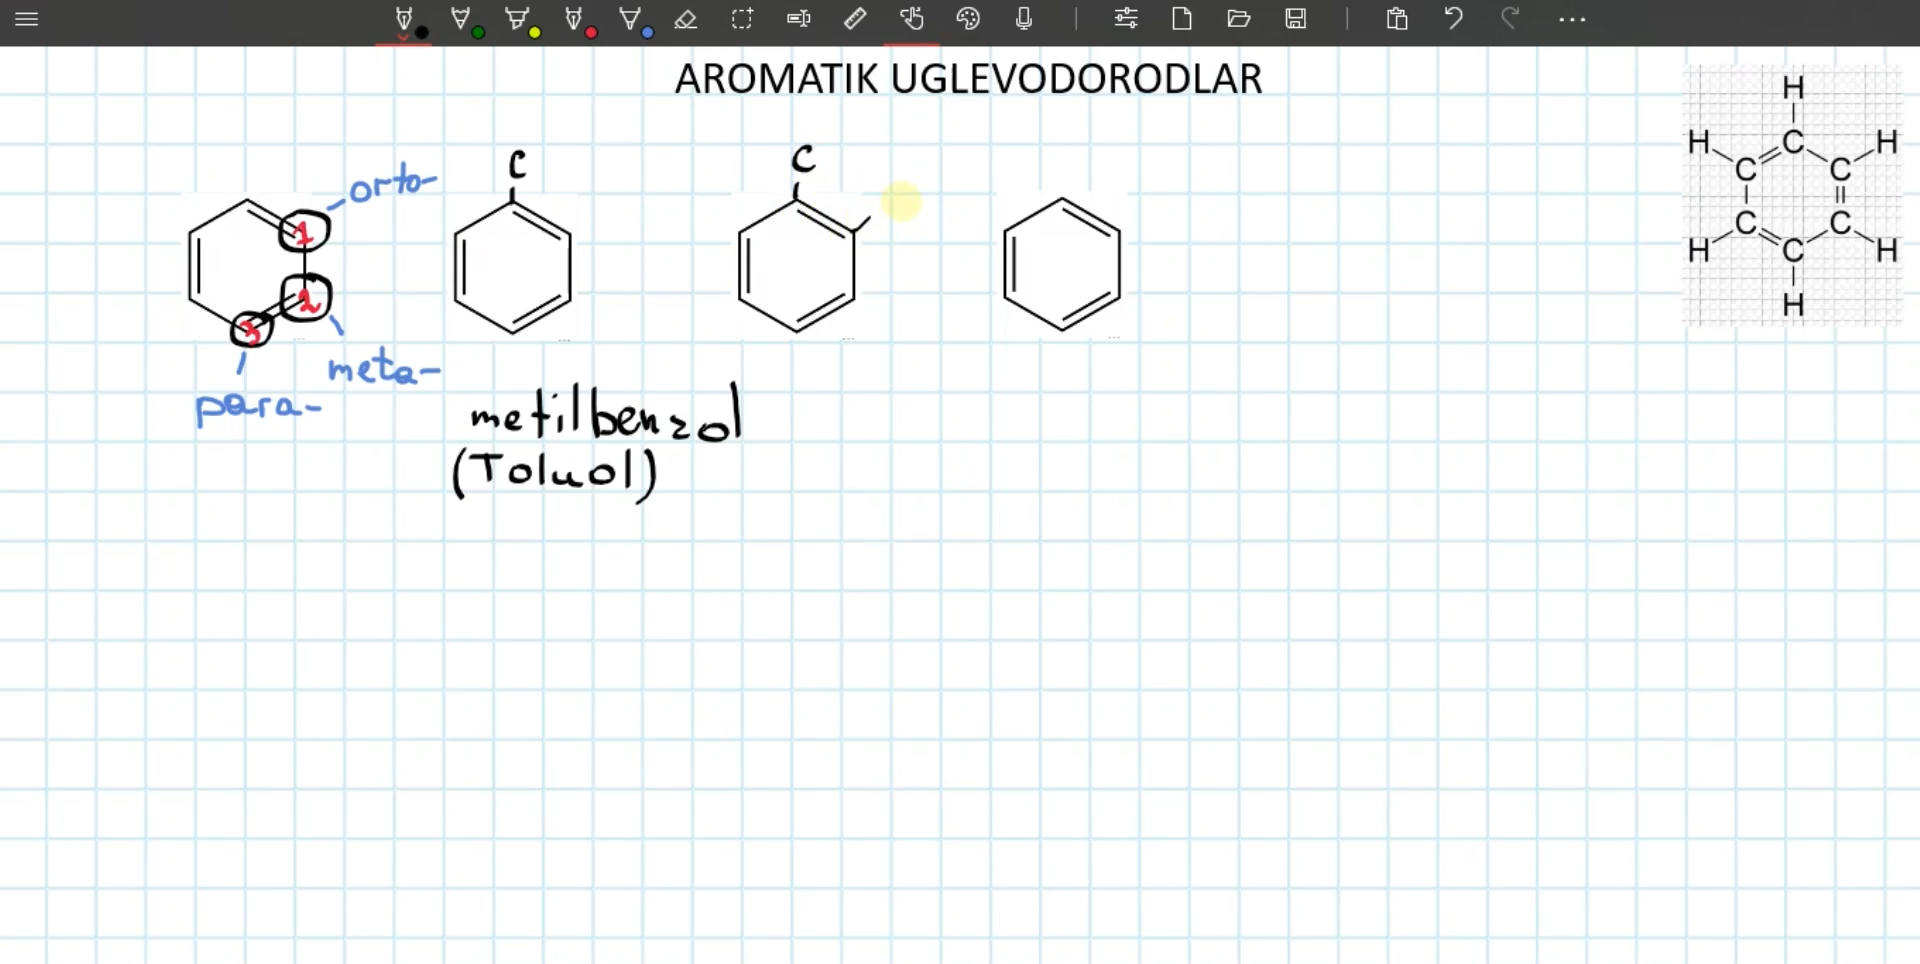 AROMATIK UGLEVODORODLAR
1
2
3
orto-
meta-
para-
C
metilbenzol
(Toluol)
C
H
H C H
C C
C C
H C H
H